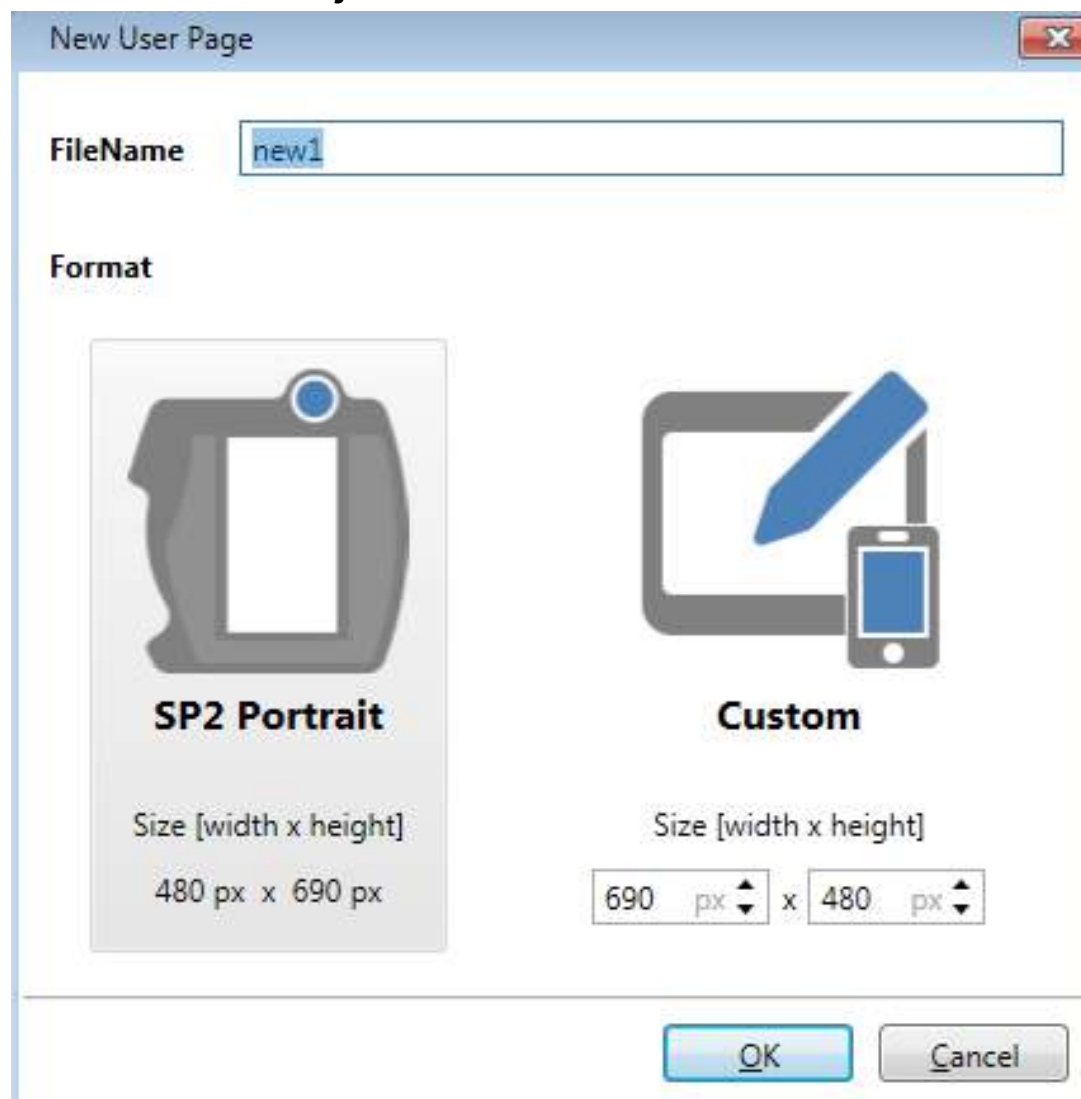 New User Page
FileName new1
Format
SP2 Portrait
Custom
Size [width x height]
Size [width x height]
480 px x 690 px
690 px x 480 px
OK Cancel